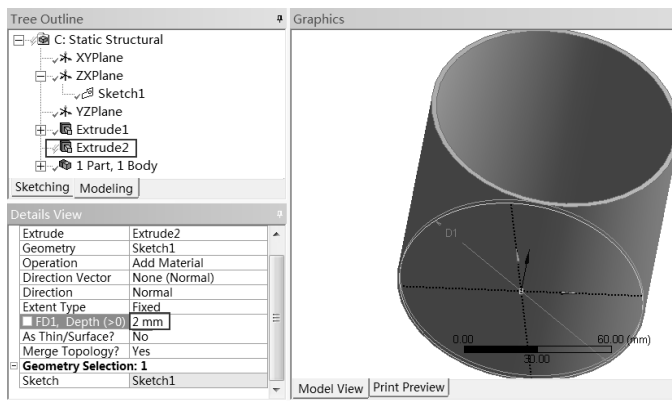 Tree Outline
C: Static Structural
XYPlane
ZXPlane
Sketch1
YZPlane
Extrude1
Extrude2
1 Part, 1 Body
Sketching Modeling
Details View
Extrude Extrude2
Geometry Sketch1
Operation Add Material
Direction Vector None (Normal)
Direction Normal
Extent Type Fixed
FD1, Depth (>0) 2 mm
As Thin/Surface? No
Merge Topology? Yes
Geometry Selection: 1
Sketch Sketch1
Graphics
D1
0.00 60.00 (mm)
30.00
Model View Print Preview